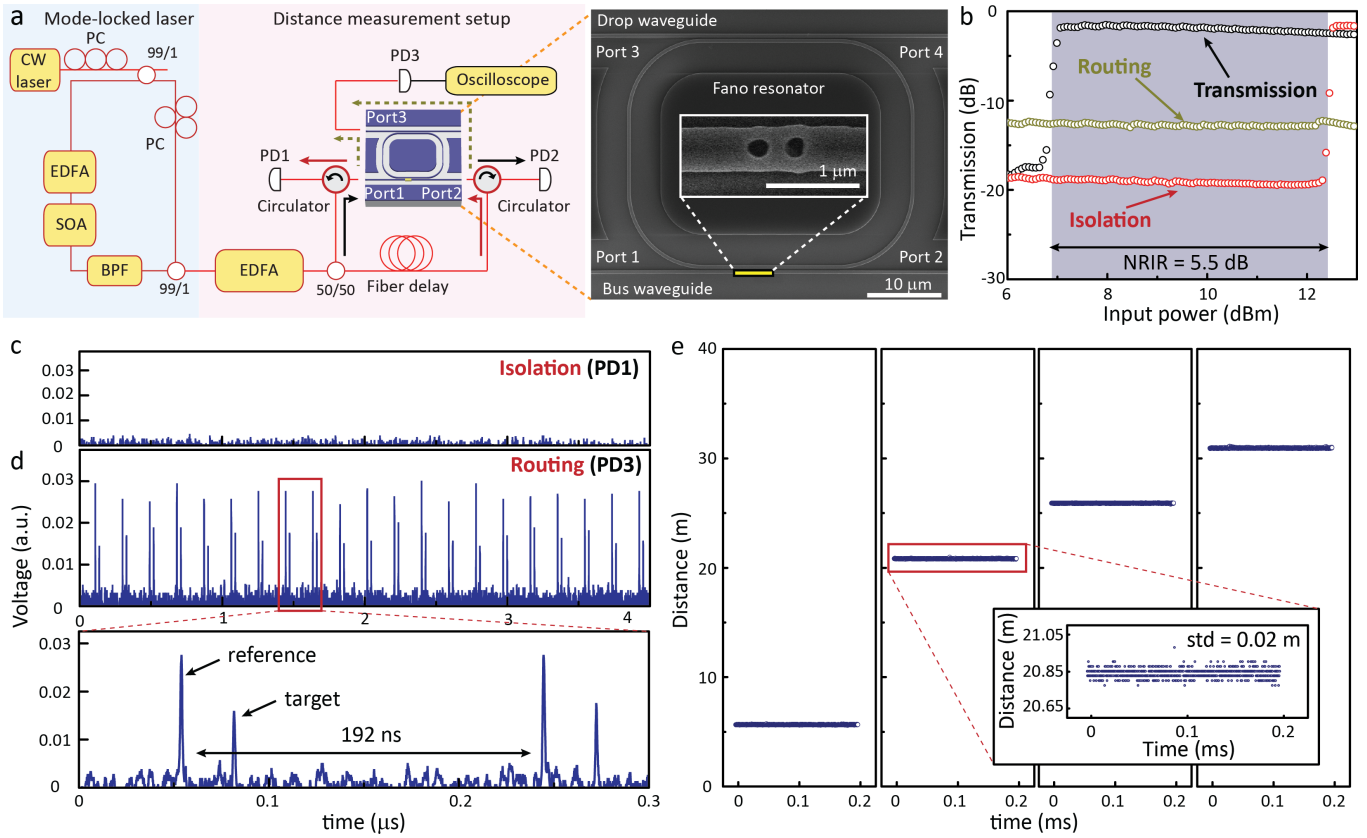 a
Mode-locked laser
Distance measurement setup
PC
99/1
CW
laser
PC
EDFA
SOA
BPF
99/1
EDFA
50/50
Fiber delay
PD3
Oscilloscope
Port3
PD1
PD2
Port1
Port2
Circulator
Circulator
Drop waveguide
Port 3
Port 4
Fano resonator
1 μm
Port 1
Port 2
Bus waveguide
10 μm
b
Transmission (dB)
0
-10
-20
-30
Routing
Transmission
Isolation
NRIR = 5.5 dB
6
8
10
12
Input power (dBm)
c
Isolation (PD1)
0.03
0.02
0.01
0
d
Routing (PD3)
Voltage (a.u.)
0.03
0.02
0.01
0
0
1
2
3
4
0.03
0.02
0.01
0
reference
target
192 ns
0
0.1
0.2
0.3
time (μs)
e
Distance (m)
40
30
20
10
0
0
0.1
0.2
0
0.1
0.2
0
0.1
0.2
0
0.1
0.2
time (ms)
Distance (m)
21.05
20.85
20.65
std = 0.02 m
0
0.1
0.2
Time (ms)